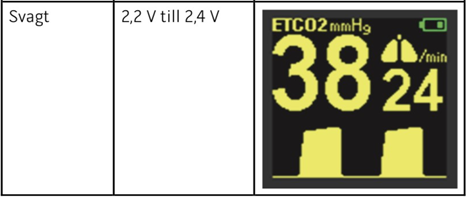 Svagt
2,2 V till 2,4 V
ETCO2 mmHg
38
/min
24